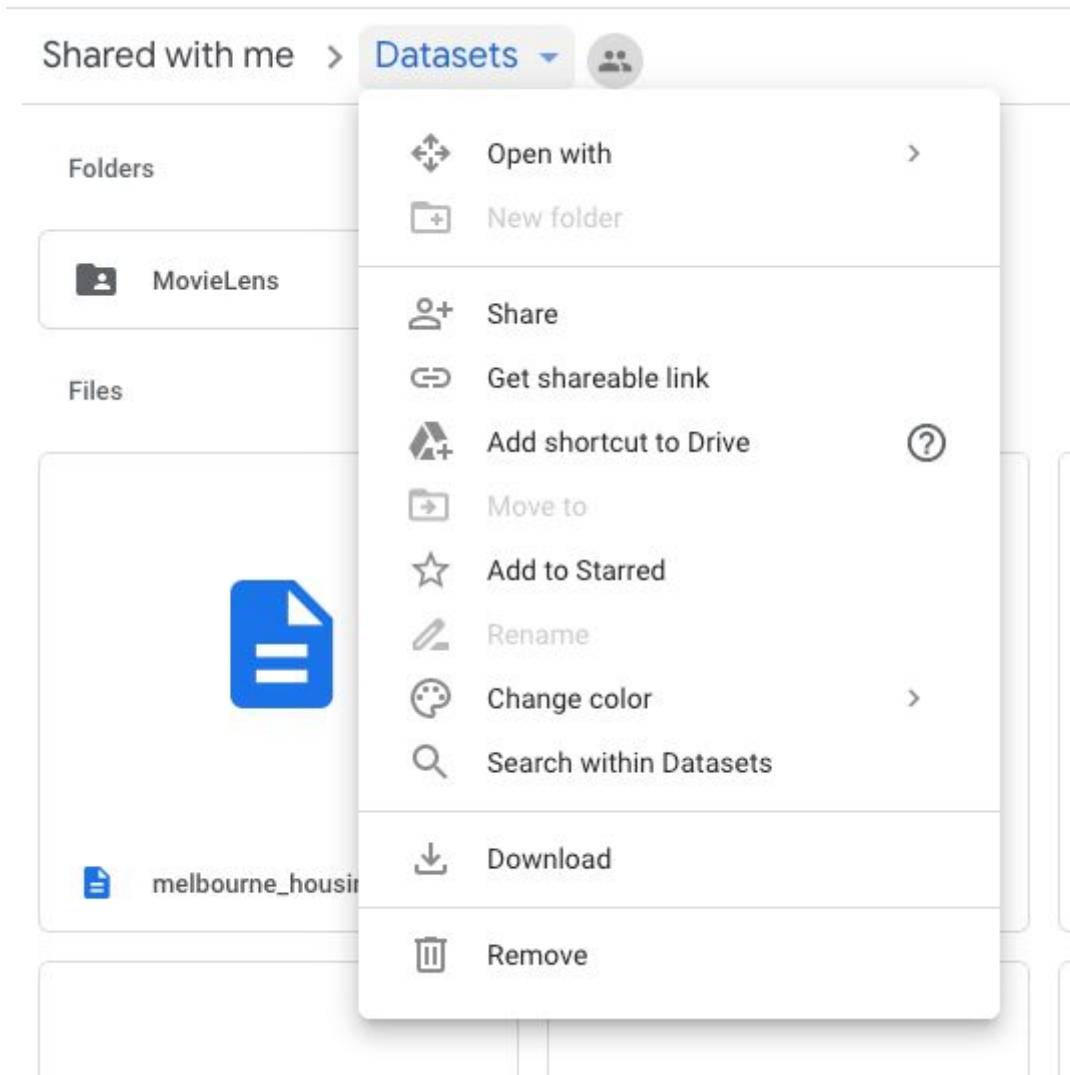 Shared with me > Datasets
Folders
MovieLens
Files
melbourne_housin
Open with
New folder
Share
Get shareable link
Add shortcut to Drive
Move to
Add to Starred
Rename
Change color
Search within Datasets
Download
Remove